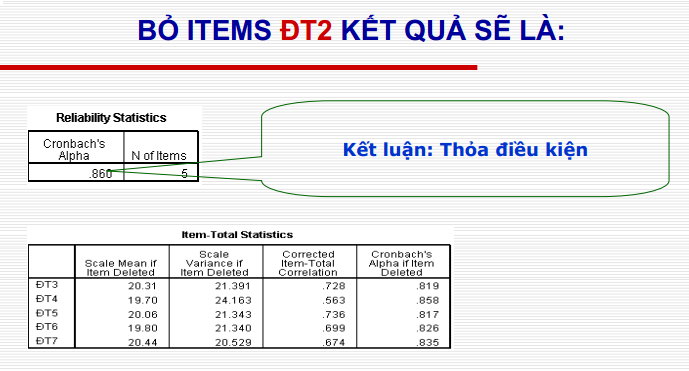 BỎ ITEMS ĐT2 KẾT QUẢ SẼ LÀ:
Reliability Statistics
Cronbach's Alpha N of Items
.860 5
Kết luận: Thỏa điều kiện
Item-Total Statistics
Scale Mean if Item Deleted Scale Variance if Item Deleted Corrected Item-Total Correlation Cronbach's Alpha if Item Deleted
ĐT3 20.31 21.391 .728 .819
ĐT4 19.70 24.163 .563 .858
ĐT5 20.06 21.343 .736 .817
ĐT6 19.80 21.340 .699 .826
ĐT7 20.44 20.529 .674 .835